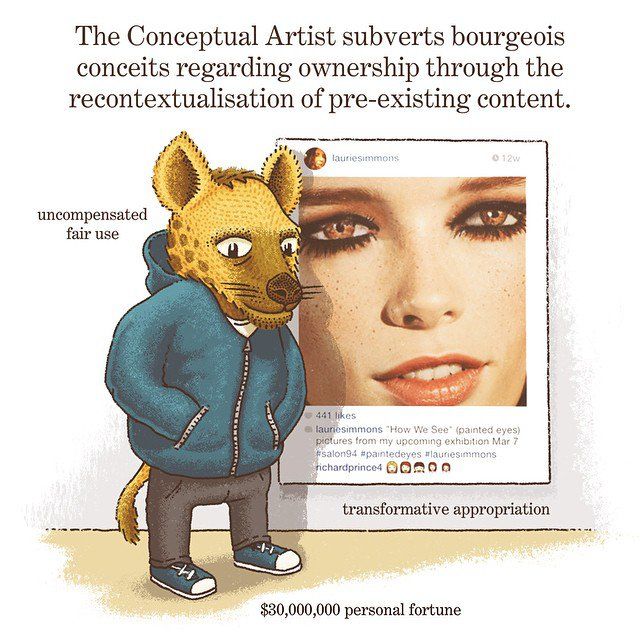 The Conceptual Artist subverts bourgeois
conceits regarding ownership through the
recontextualisation of pre-existing content.
lauriesimmons 12w
uncompensated
fair use
441 likes
lauriesimmons "How We See" (painted eyes)
pictures from my upcoming exhibition Mar 7
#salon94 #paintedeyes #lauriesimmons
richardprince4
transformative appropriation
$30,000,000 personal fortune